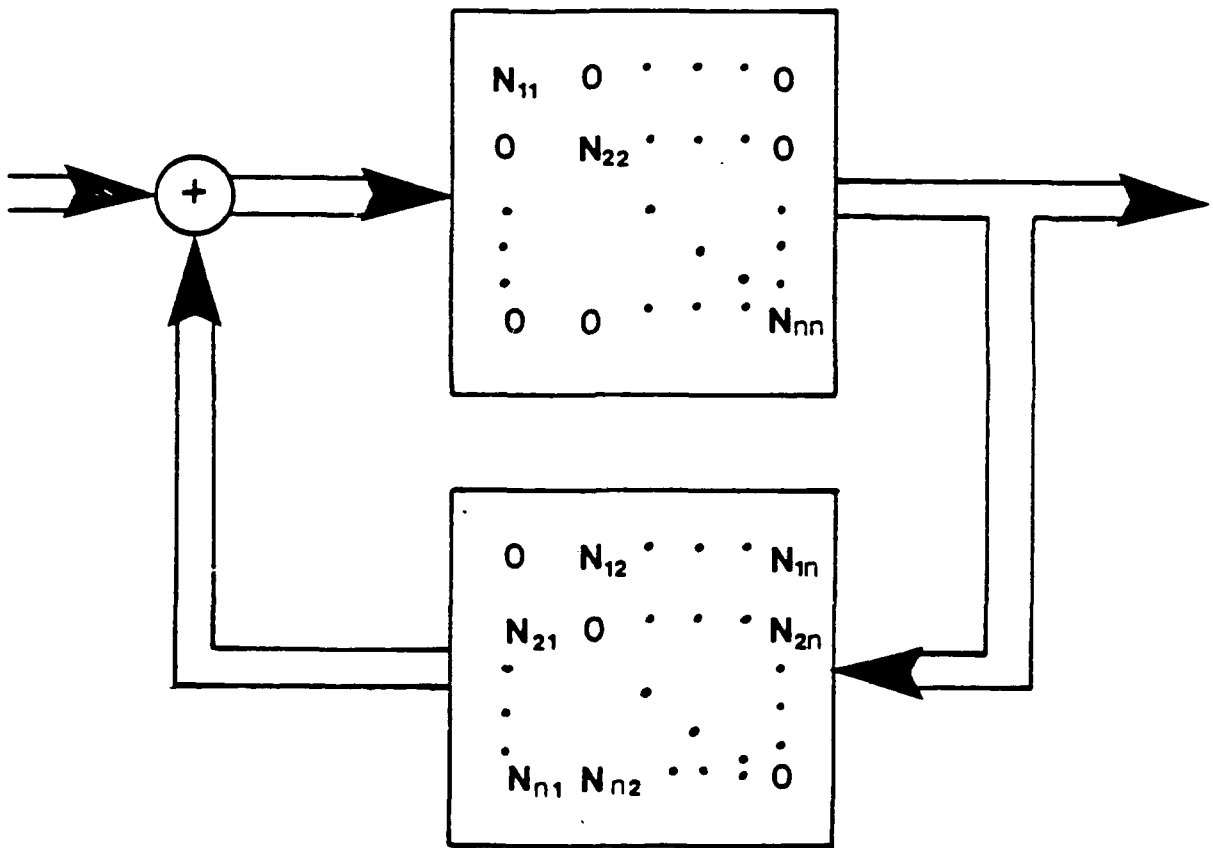 N₁₁ 0 · · · 0
0 N₂₂ · · · 0
+
· · ·
· · ·
· · ·
0 0 · · · Nₙₙ
0 N₁₂ · · · N₁ₙ
N₂₁ 0 · · · N₂ₙ
· · ·
· · ·
· · ·
Nₙ₁ Nₙ₂ · · · 0